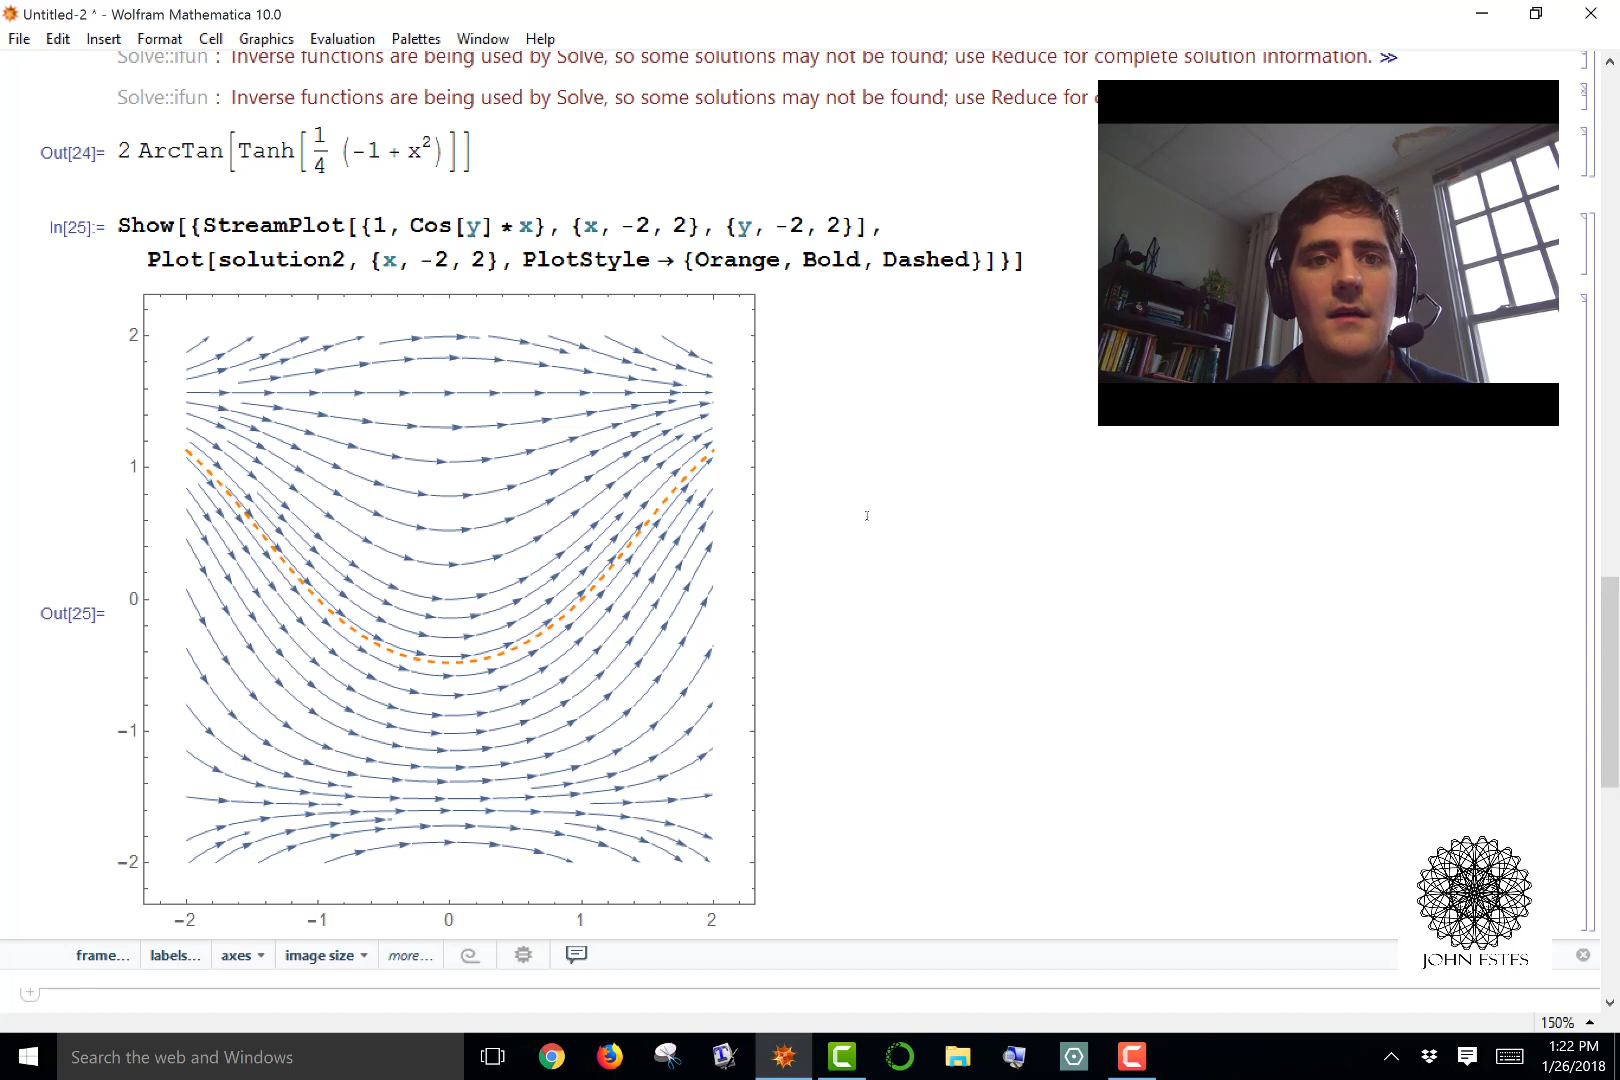 Untitled-2 * - Wolfram Mathematica 10.0
File Edit Insert Format Cell Graphics Evaluation Palettes Window Help
Solve::ifun : Inverse functions are being used by Solve, so some solutions may not be found; use Reduce for complete solution information. ≫
Solve::ifun : Inverse functions are being used by Solve, so some solutions may not be found; use Reduce for
Out[24]= 2 ArcTan[Tanh[1/4 (-1 + x²)]]
In[25]:= Show[{StreamPlot[{1, Cos[y] * x}, {x, -2, 2}, {y, -2, 2}],
Plot[solution2, {x, -2, 2}, PlotStyle → {Orange, Bold, Dashed}]}]
2
1
0
Out[25]=
-1
-2
-2 -1 0 1 2
JOHN ESTES
frame... labels... axes image size more...
150%
Search the web and Windows
1:22 PM
1/26/2018